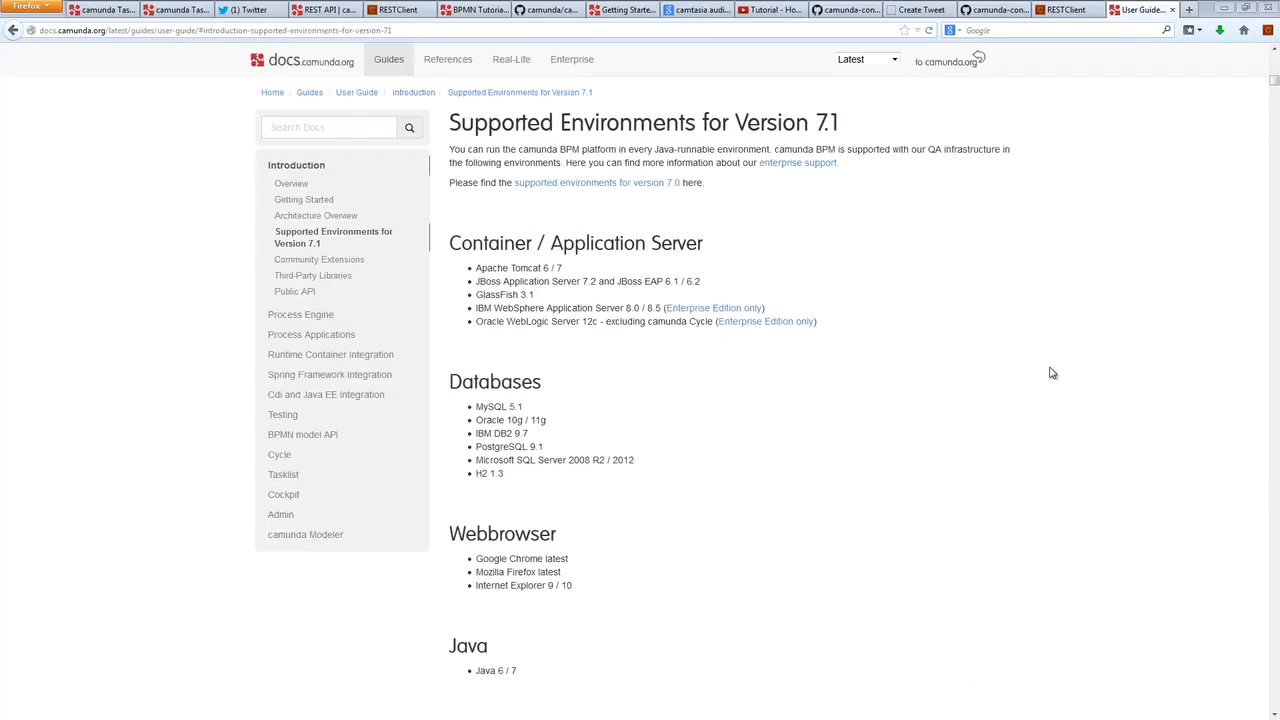 Firefox
camunda Tas...
camunda Tas...
(1) Twitter
REST API | ca...
RESTClient
BPMN Tutoria...
camunda/ca...
Getting Starte...
camtasia audi...
Tutorial - Ho...
camunda-con...
Create Tweet
camunda-con...
RESTClient
User Guide...
docs.camunda.org/latest/guides/user-guide/#introduction-supported-environments-for-version-71
Google
docs.camunda.org
Guides
References
Real-Life
Enterprise
Latest
to camunda.org
Home / Guides / User Guide / Introduction / Supported Environments for Version 7.1
Search Docs
Introduction
Overview
Getting Started
Architecture Overview
Supported Environments for
Version 7.1
Community Extensions
Third-Party Libraries
Public API
Process Engine
Process Applications
Runtime Container Integration
Spring Framework Integration
Cdi and Java EE Integration
Testing
BPMN model API
Cycle
Tasklist
Cockpit
Admin
camunda Modeler
Supported Environments for Version 7.1
You can run the camunda BPM platform in every Java-runnable environment. camunda BPM is supported with our QA infrastructure in
the following environments. Here you can find more information about our enterprise support.
Please find the supported environments for version 7.0 here.
Container / Application Server
Apache Tomcat 6 / 7
JBoss Application Server 7.2 and JBoss EAP 6.1 / 6.2
GlassFish 3.1
IBM WebSphere Application Server 8.0 / 8.5 (Enterprise Edition only)
Oracle WebLogic Server 12c - excluding camunda Cycle (Enterprise Edition only)
Databases
MySQL 5.1
Oracle 10g / 11g
IBM DB2 9.7
PostgreSQL 9.1
Microsoft SQL Server 2008 R2 / 2012
H2 1.3
Webbrowser
Google Chrome latest
Mozilla Firefox latest
Internet Explorer 9 / 10
Java
Java 6 / 7